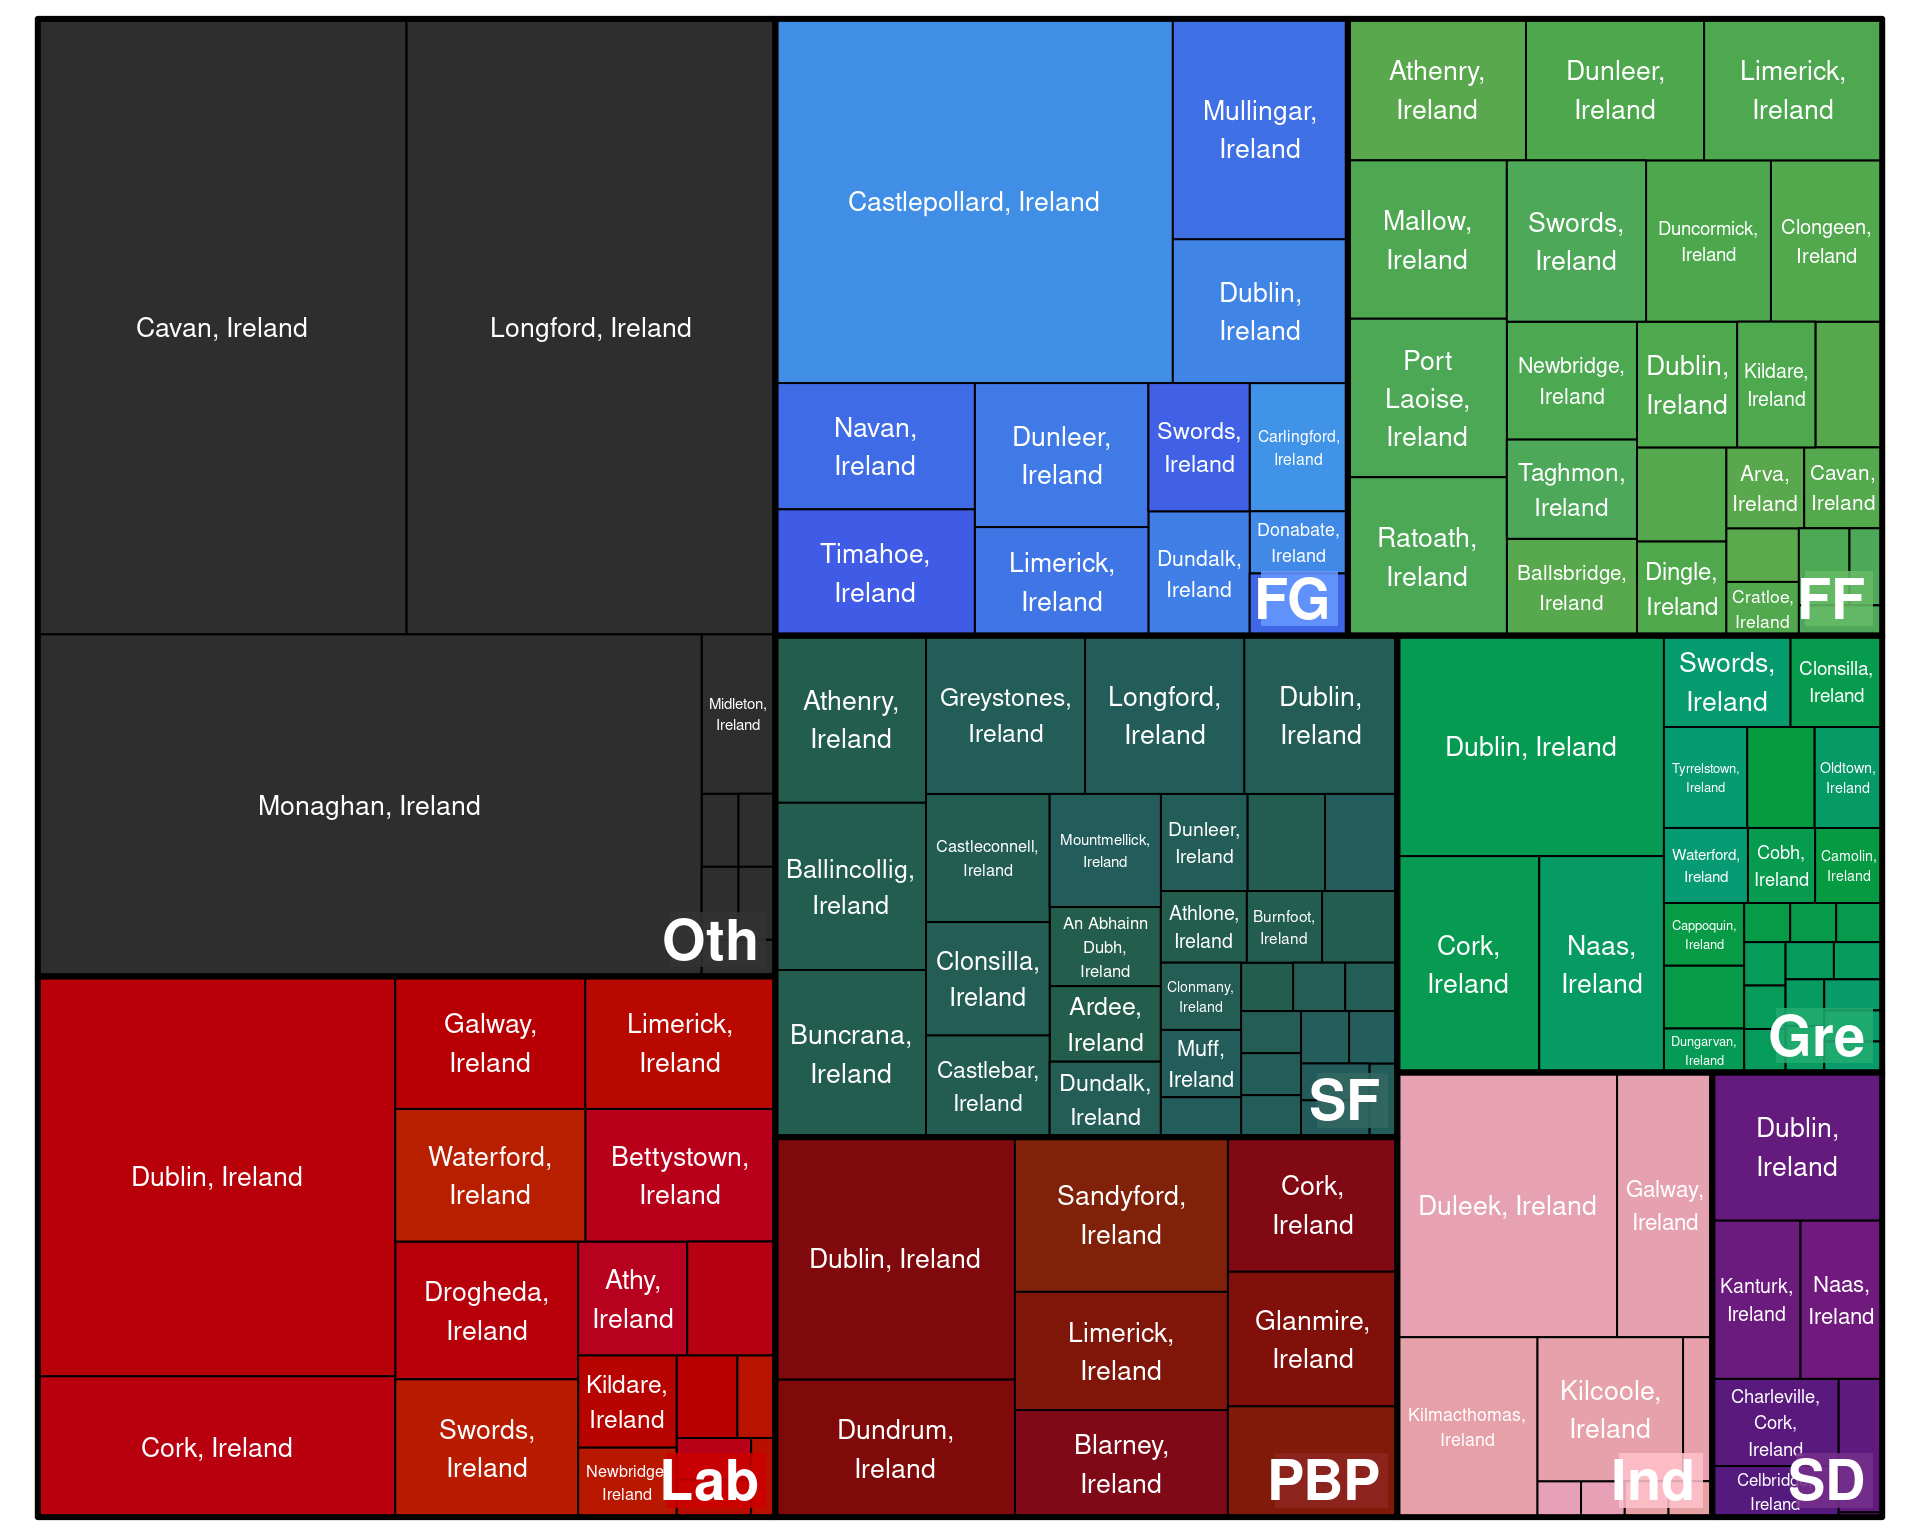 Cavan, Ireland
Longford, Ireland
Monaghan, Ireland
Midleton,
Ireland
Oth
Castlepollard, Ireland
Mullingar,
Ireland
Dublin,
Ireland
Navan,
Ireland
Dunleer,
Ireland
Swords,
Ireland
Carlingford,
Ireland
Timahoe,
Ireland
Limerick,
Ireland
Dundalk,
Ireland
Donabate,
Ireland
FG
Athenry,
Ireland
Dunleer,
Ireland
Limerick,
Ireland
Mallow,
Ireland
Swords,
Ireland
Duncormick,
Ireland
Clongeen,
Ireland
Port
Laoise,
Ireland
Newbridge,
Ireland
Dublin,
Ireland
Kildare,
Ireland
Taghmon,
Ireland
Arva,
Ireland
Cavan,
Ireland
Ratoath,
Ireland
Ballsbridge,
Ireland
Dingle,
Ireland
Cratloe,
Ireland
FF
Athenry,
Ireland
Greystones,
Ireland
Longford,
Ireland
Dublin,
Ireland
Ballincollig,
Ireland
Castleconnell,
Ireland
Mountmellick,
Ireland
Dunleer,
Ireland
An Abhainn
Dubh,
Ireland
Athlone,
Ireland
Burnfoot,
Ireland
Buncrana,
Ireland
Clonsilla,
Ireland
Ardee,
Ireland
Clonmany,
Ireland
Castlebar,
Ireland
Dundalk,
Ireland
Muff,
Ireland
SF
Dublin, Ireland
Swords,
Ireland
Clonsilla,
Ireland
Tyrrelstown,
Ireland
Oldtown,
Ireland
Cork,
Ireland
Naas,
Ireland
Waterford,
Ireland
Cobh,
Ireland
Camolin,
Ireland
Cappoquin,
Ireland
Dungarvan,
Ireland
Gre
Dublin, Ireland
Galway,
Ireland
Limerick,
Ireland
Waterford,
Ireland
Bettystown,
Ireland
Drogheda,
Ireland
Athy,
Ireland
Cork, Ireland
Swords,
Ireland
Kildare,
Ireland
Newbridge
Ireland
Lab
Dublin, Ireland
Sandyford,
Ireland
Cork,
Ireland
Limerick,
Ireland
Glanmire,
Ireland
Dundrum,
Ireland
Blarney,
Ireland
PBP
Duleek, Ireland
Galway,
Ireland
Kilmacthomas,
Ireland
Kilcoole,
Ireland
Ind
Dublin,
Ireland
Kanturk,
Ireland
Naas,
Ireland
Charleville,
Cork,
Ireland
Celbridg
Ireland
SD